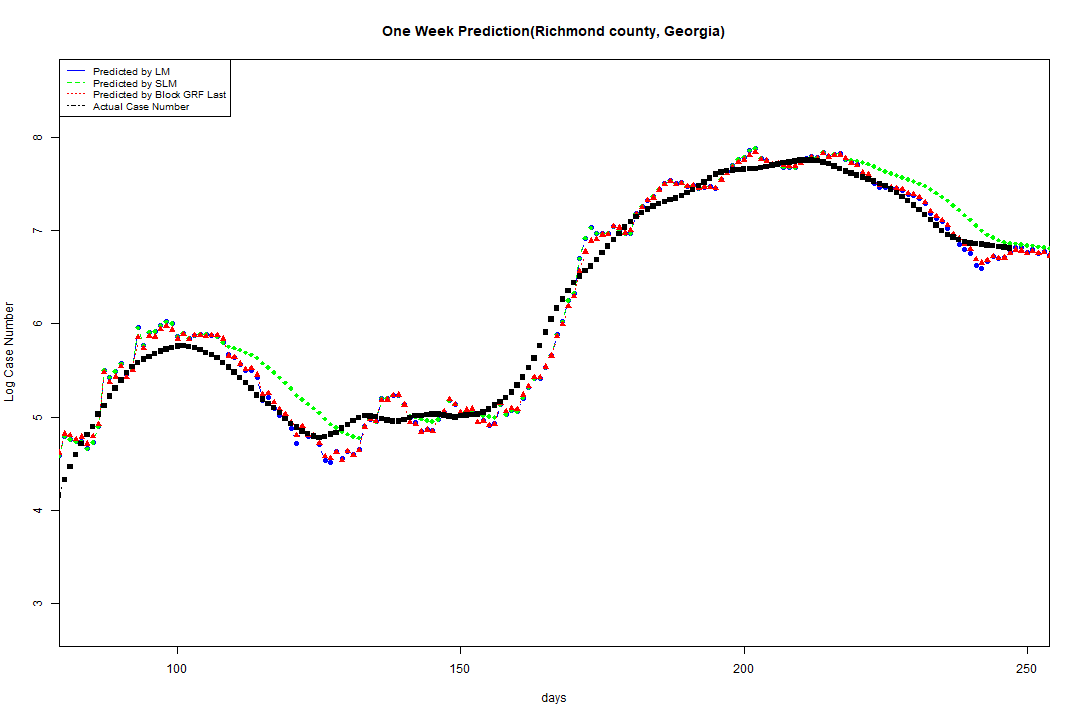 One Week Prediction(Richmond county, Georgia)
Predicted by LM
Predicted by SLM
Predicted by Block GRF Last
Actual Case Number
8
7
6
5
4
3
Log Case Number
100 150 200 250
days